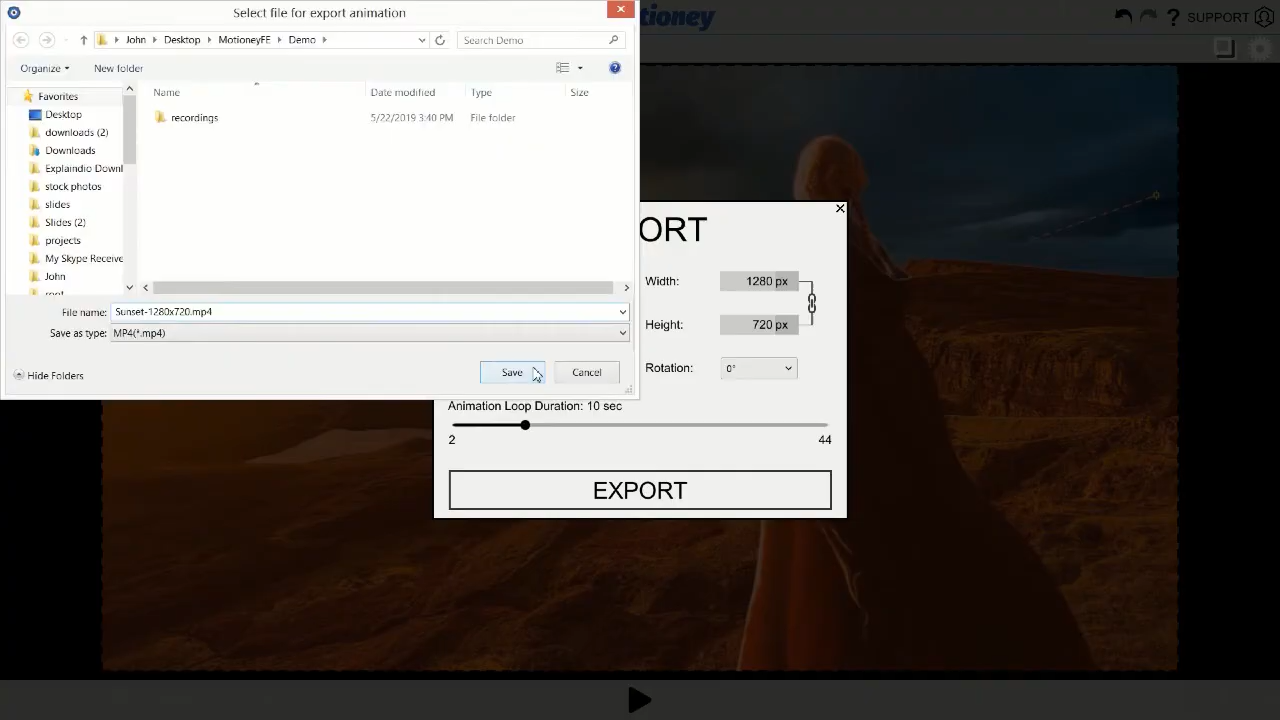 Select file for export animation
John Desktop MotioneyFE Demo
Search Demo
Organize
New folder
Name
Date modified
Type
Size
Favorites
Desktop
downloads (2)
Downloads
Explaindio Downl
stock photos
slides
Slides (2)
projects
My Skype Receive
John
recordings
5/22/2019 3:40 PM
File folder
File name: Sunset-1280x720.mp4
Save as type: MP4(*.mp4)
Hide Folders
Save
Cancel
tioney
? SUPPORT
ORT
Width: 1280 px
Height: 720 px
Rotation: 0°
Animation Loop Duration: 10 sec
2
44
EXPORT